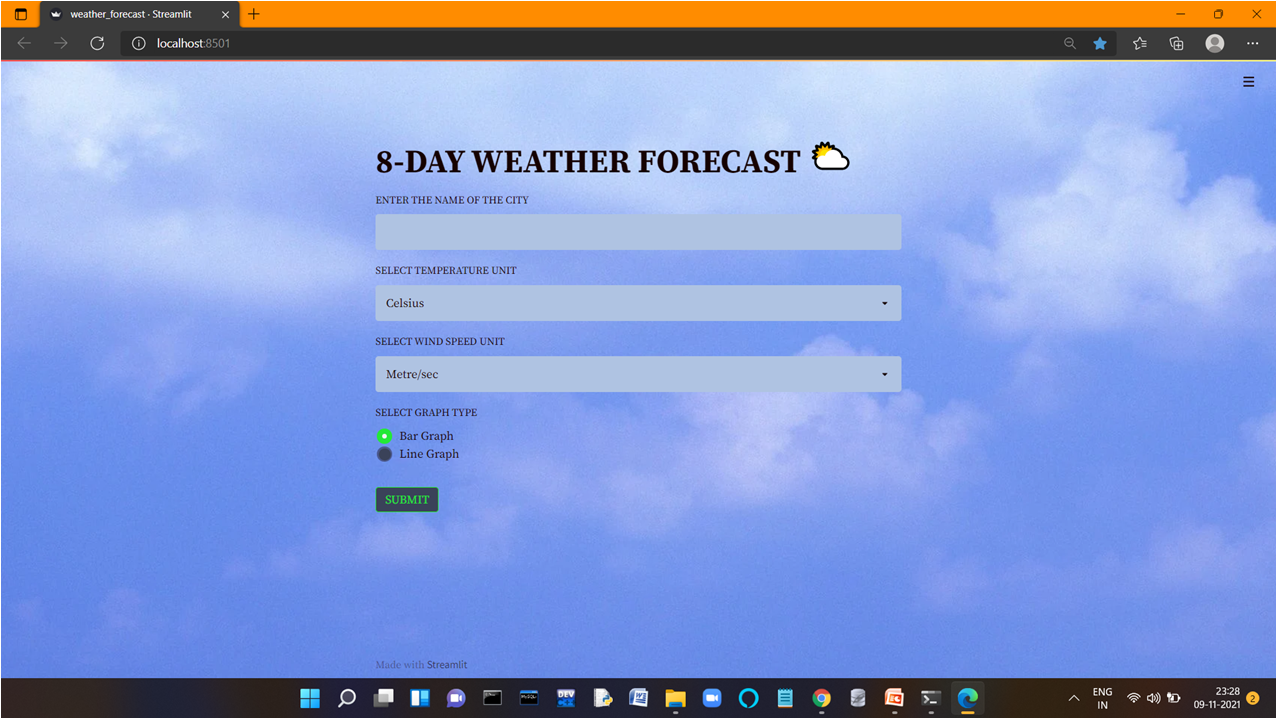 weather_forecast · Streamlit
localhost:8501
8-DAY WEATHER FORECAST
ENTER THE NAME OF THE CITY
SELECT TEMPERATURE UNIT
Celsius
SELECT WIND SPEED UNIT
Metre/sec
SELECT GRAPH TYPE
Bar Graph
Line Graph
SUBMIT
Made with Streamlit
ENG
IN
23:23
09-11-2021
2